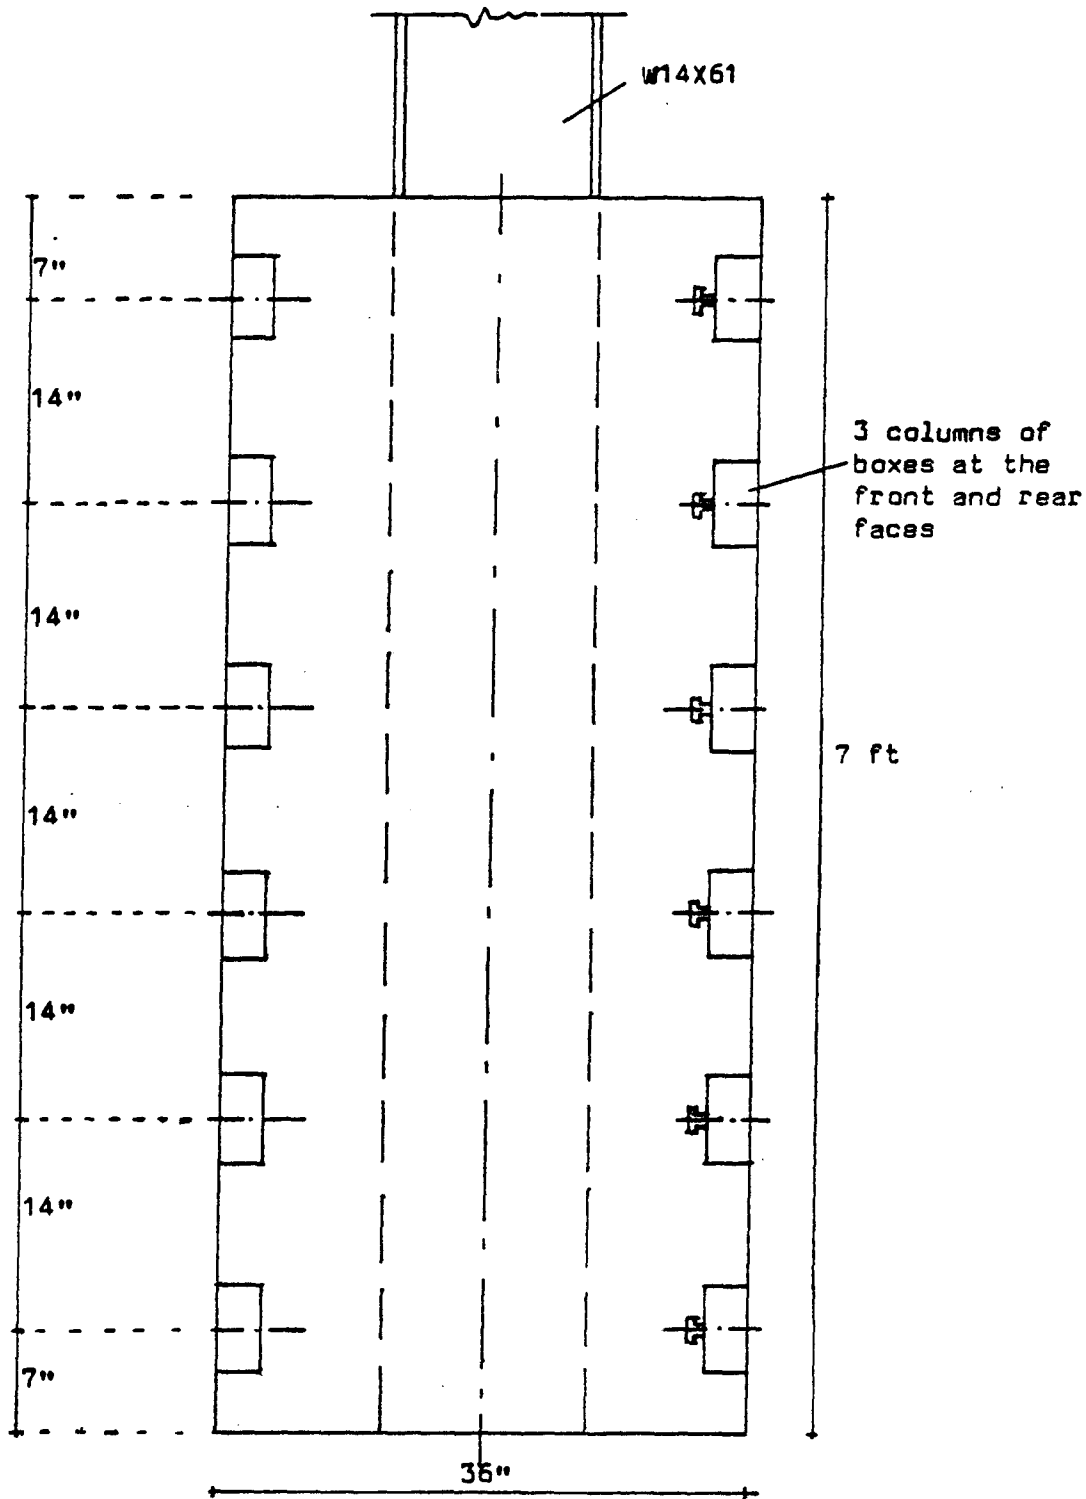 W14X61
7"
14"
3 columns of
boxes at the
front and rear
faces
14"
7 ft
14"
14"
14"
7"
36"